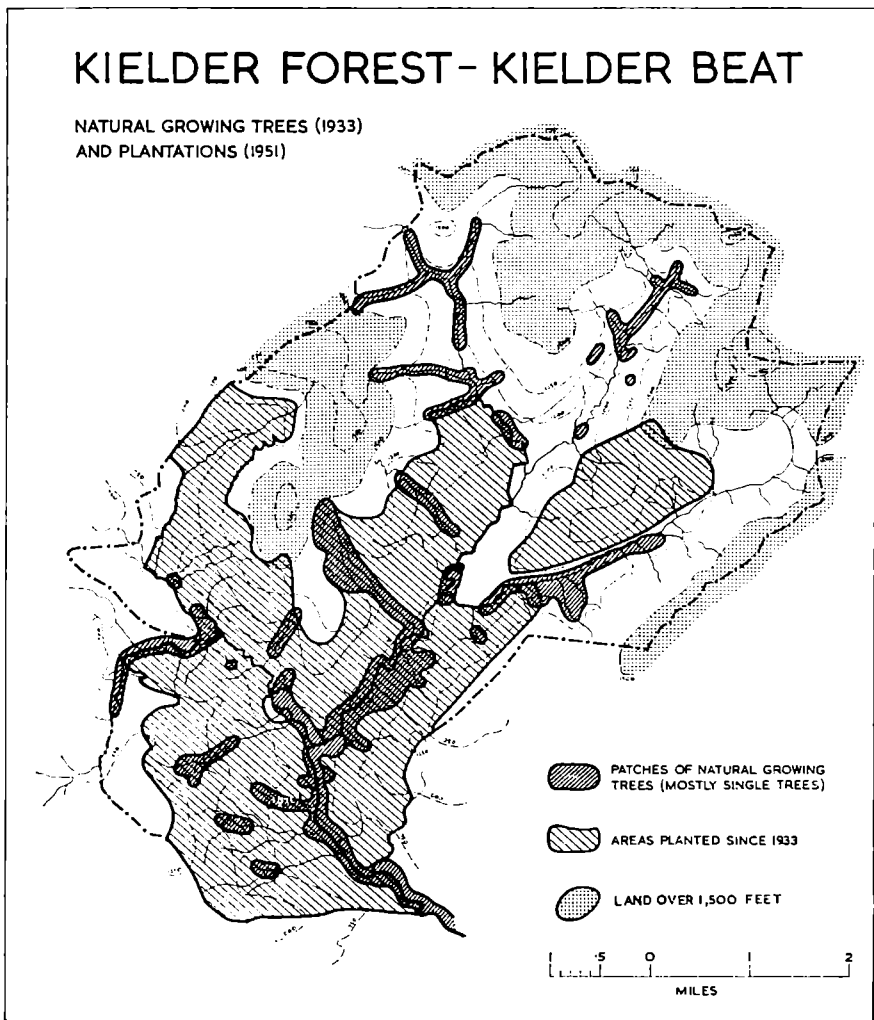 KIELDER FOREST – KIELDER BEAT
NATURAL GROWING TREES (1933)
AND PLANTATIONS (1951)
PATCHES OF NATURAL GROWING
TREES (MOSTLY SINGLE TREES)
AREAS PLANTED SINCE 1933
LAND OVER 1,500 FEET
1 ·5 0 1 2
MILES